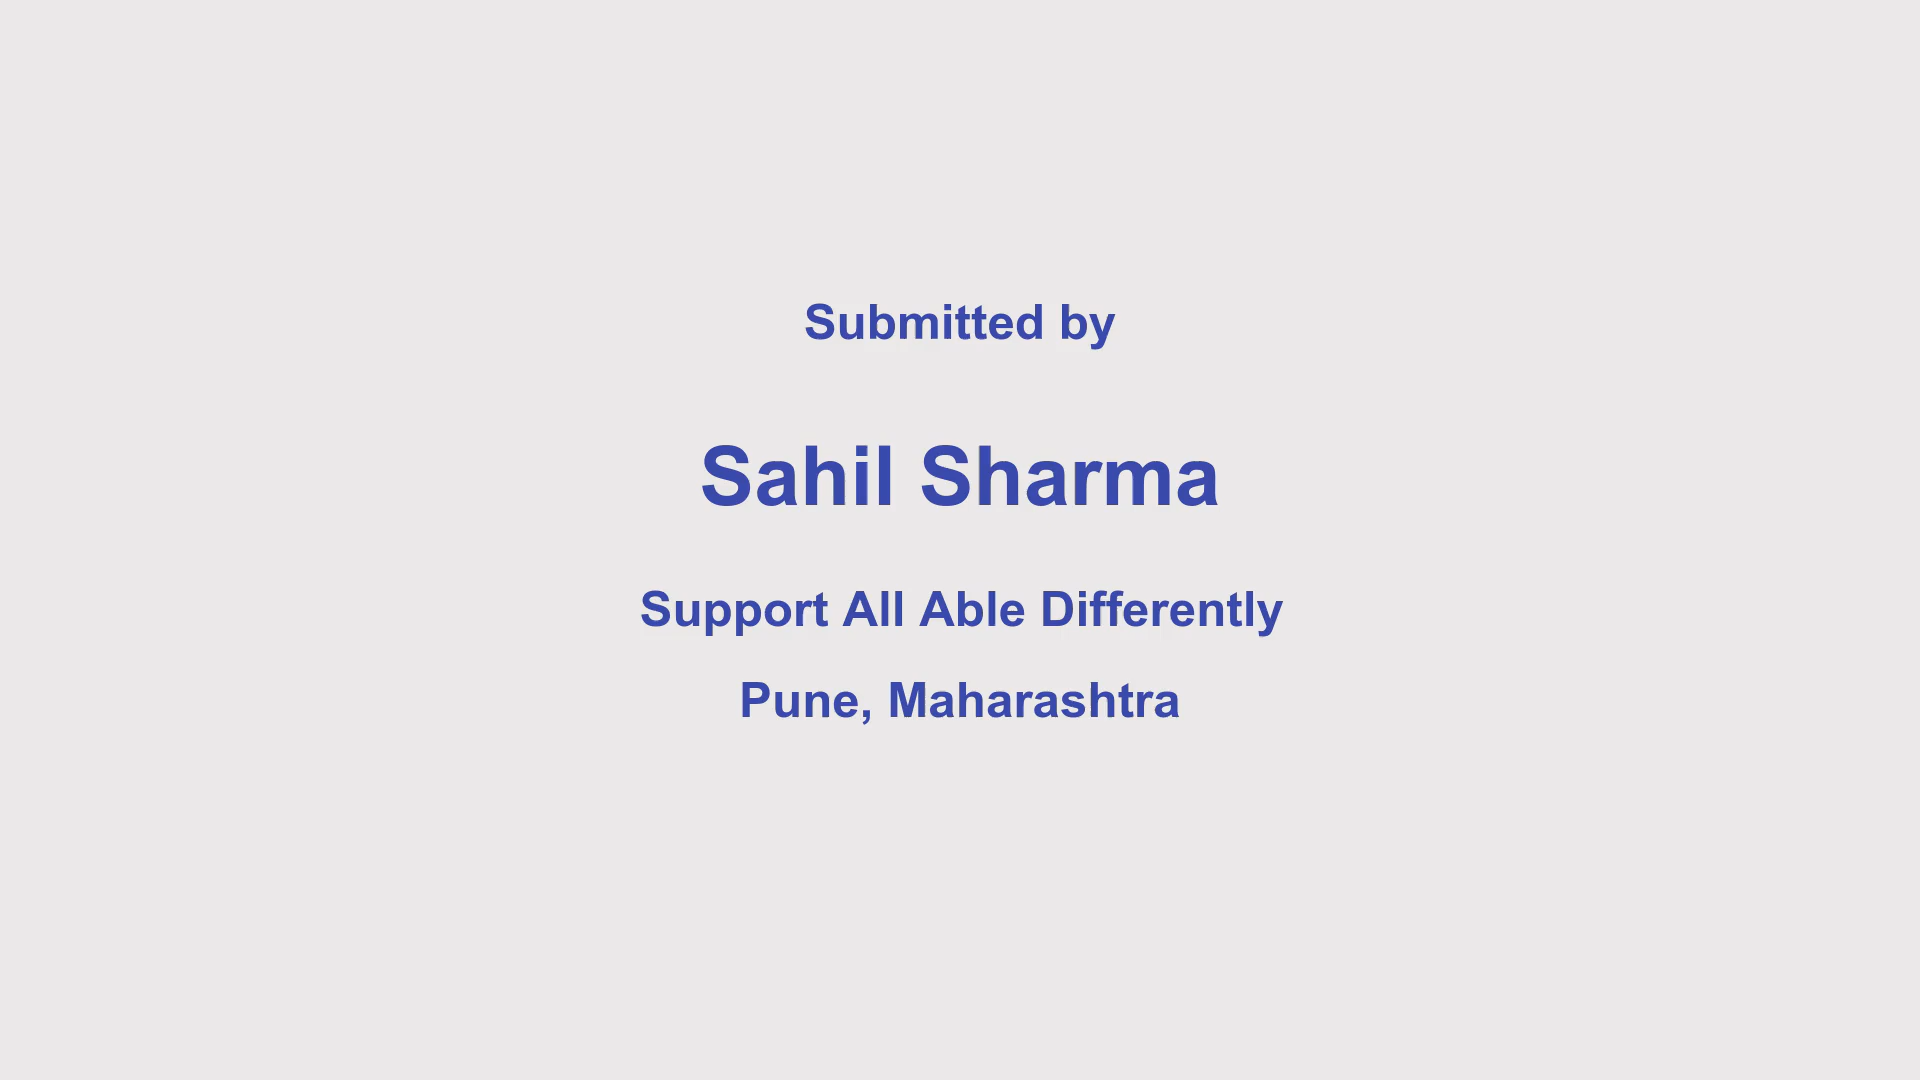 Submitted by
Sahil Sharma
Support All Able Differently
Pune, Maharashtra